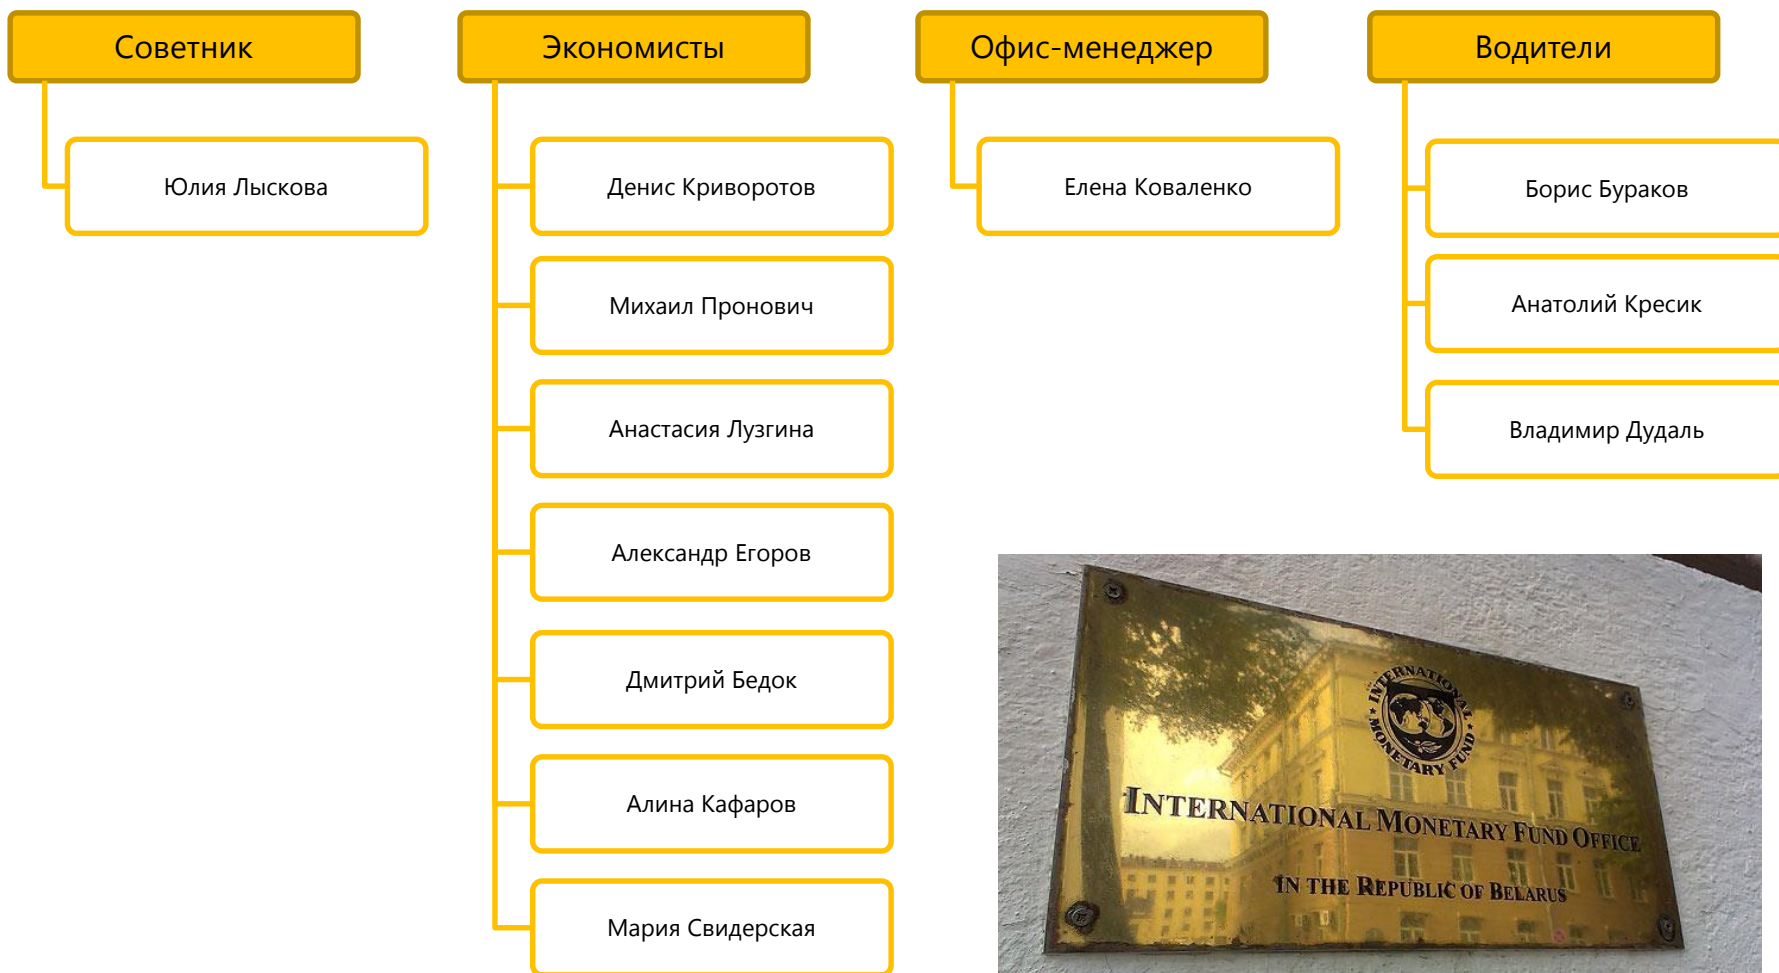 Советник
Юлия Лыскова
Экономисты
Денис Криворотов
Михаил Пронович
Анастасия Лузгина
Александр Егоров
Дмитрий Бедок
Алина Кафаров
Мария Свидерская
Офис-менеджер
Елена Коваленко
Водители
Борис Бураков
Анатолий Кресик
Владимир Дудаль
INTERNATIONAL MONETARY FUND
INTERNATIONAL MONETARY FUND OFFICE
IN THE REPUBLIC OF BELARUS